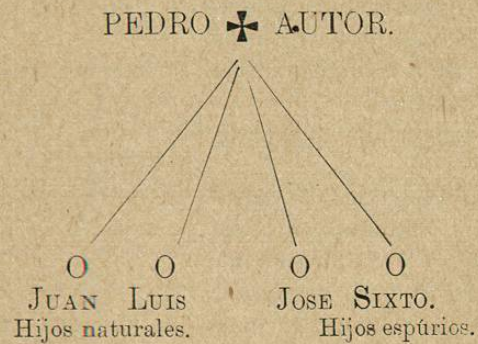 PEDRO ✠ AUTOR.
O O O O
JUAN LUIS JOSE SIXTO.
Hijos naturales. Hijos espúrios.